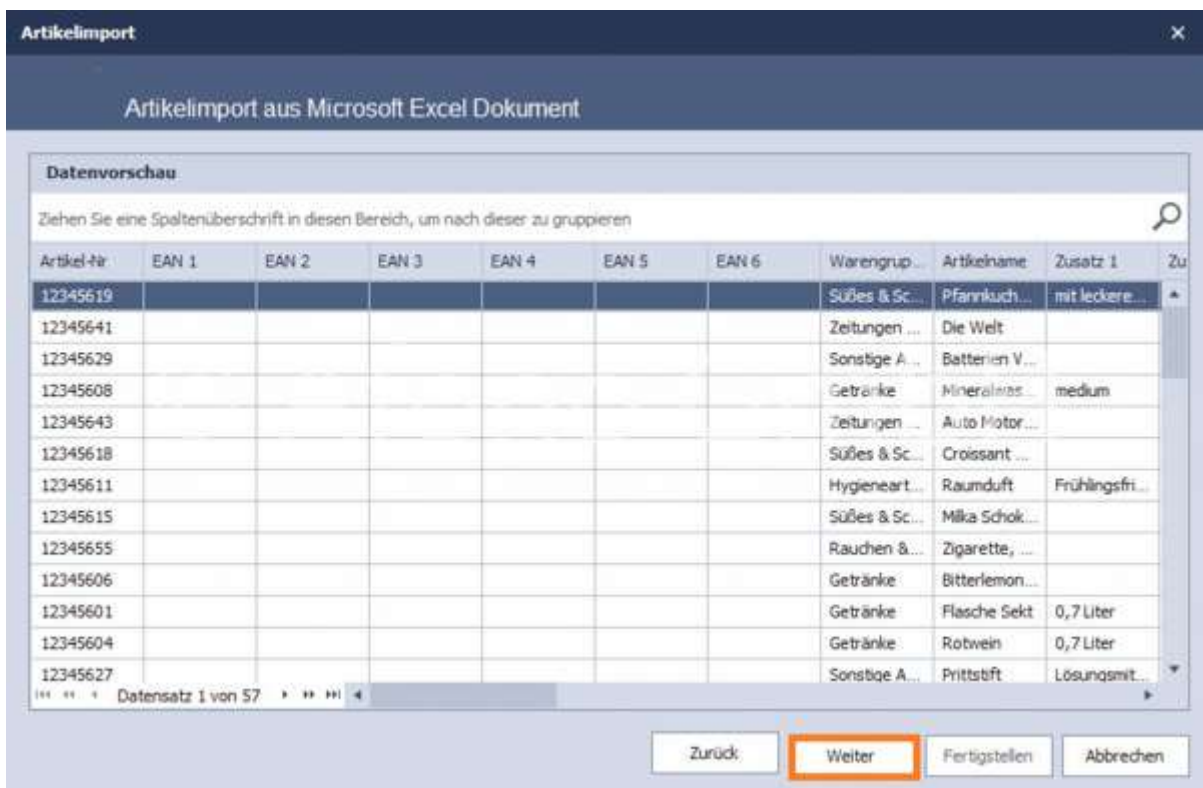 Artikelimport
Artikelimport aus Microsoft Excel Dokument
Datenvorschau
Ziehen Sie eine Spaltenüberschrift in diesen Bereich, um nach dieser zu gruppieren
Artikel-Nr EAN 1 EAN 2 EAN 3 EAN 4 EAN 5 EAN 6 Warengrup... Artikelname Zusatz 1 Zu
12345619 Süßes & Sc... Pfannkuch... mit leckere...
12345641 Zeitungen ... Die Welt
12345629 Sonstige A... Batterien V...
12345608 Getränke Mineralwas... medium
12345643 Zeitungen ... Auto Motor...
12345618 Süßes & Sc... Croissant ...
12345611 Hygieneart... Raumduft Frühlingsfri...
12345615 Süßes & Sc... Milka Schok...
12345655 Rauchen &... Zigarette, ...
12345606 Getränke Bitterlemon...
12345601 Getränke Flasche Sekt 0,7 Liter
12345604 Getränke Rotwein 0,7 Liter
12345627 Sonstige A... Prittstift Lösungsmit...
Datensatz 1 von 57
Zurück Weiter Fertigstellen Abbrechen